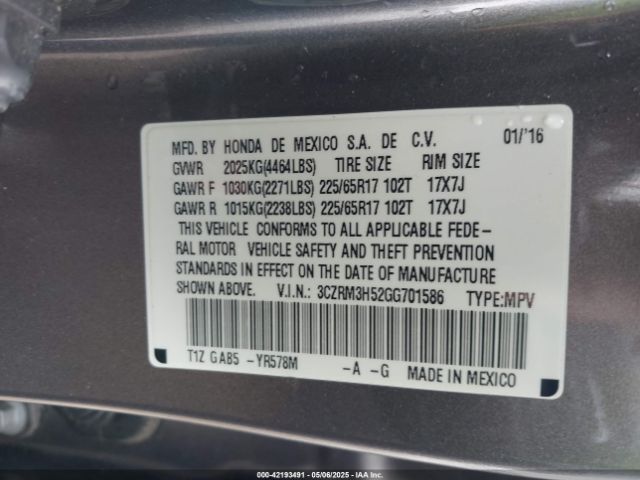 MFD. BY HONDA DE MEXICO S.A. DE C.V. 01/'16
GVWR 2025KG(4464LBS) TIRE SIZE RIM SIZE
GAWR F 1030KG(2271LBS) 225/65R17 102T 17X7J
GAWR R 1015KG(2238LBS) 225/65R17 102T 17X7J
THIS VEHICLE CONFORMS TO ALL APPLICABLE FEDE-
RAL MOTOR VEHICLE SAFETY AND THEFT PREVENTION
STANDARDS IN EFFECT ON THE DATE OF MANUFACTURE
SHOWN ABOVE. V.I.N.: 3CZRM3H52GG701586 TYPE:MPV
T1Z GAB5 -YR578M -A -G MADE IN MEXICO
000-42193491 - 05/06/2025 - IAAI.COM